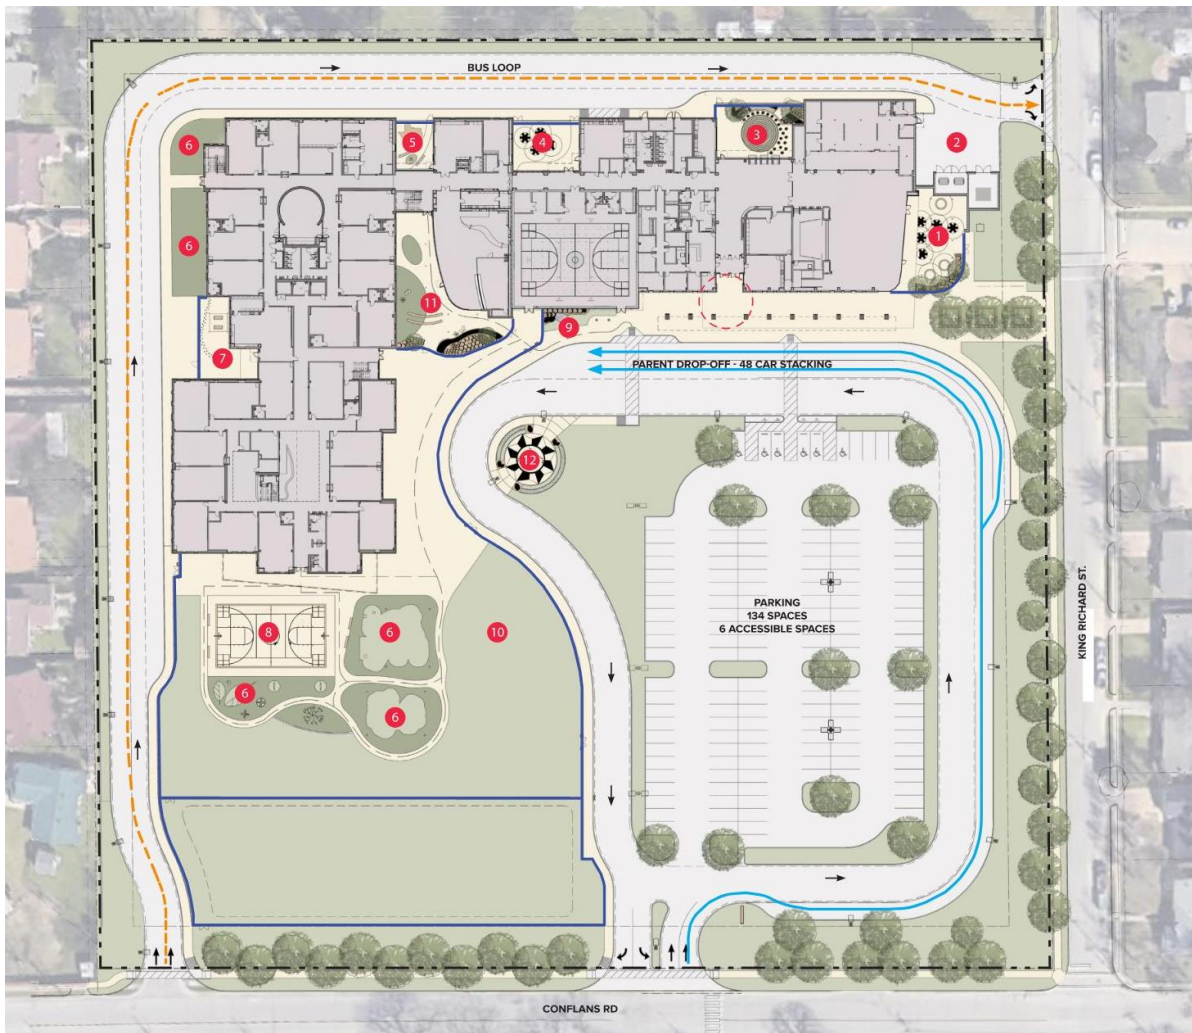 BUS LOOP
6
5
4
3
2
6
1
11
9
7
PARENT DROP-OFF - 48 CAR STACKING
12
PARKING
134 SPACES
6 ACCESSIBLE SPACES
8
6
10
6
6
KING RICHARD ST.
CONFLANS RD